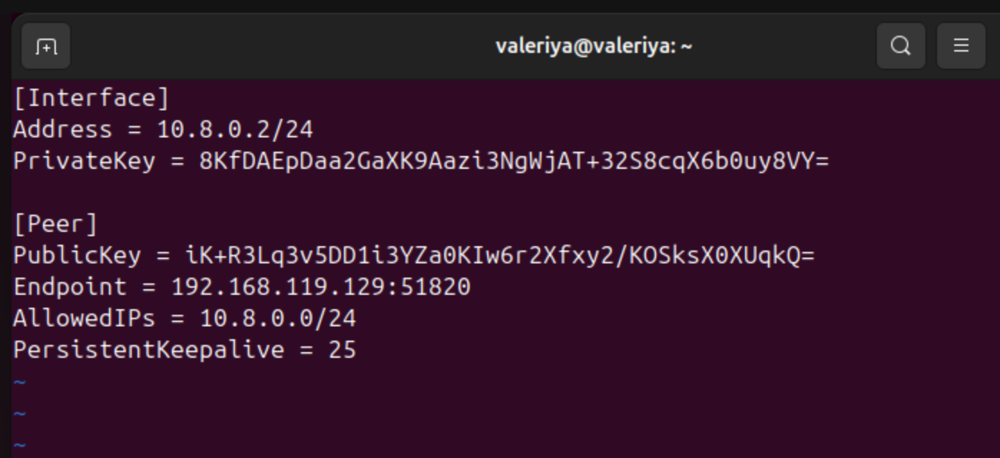 valeriya@valeriya: ~
[Interface]
Address = 10.8.0.2/24
PrivateKey = 8KfDAEpDaa2GaXK9Aazi3NgWjAT+32S8cqX6b0uy8VY=
[Peer]
PublicKey = iK+R3Lq3v5DD1i3YZa0KIw6r2Xfxy2/KOSksX0XUqkQ=
Endpoint = 192.168.119.129:51820
AllowedIPs = 10.8.0.0/24
PersistentKeepalive = 25
~
~
~